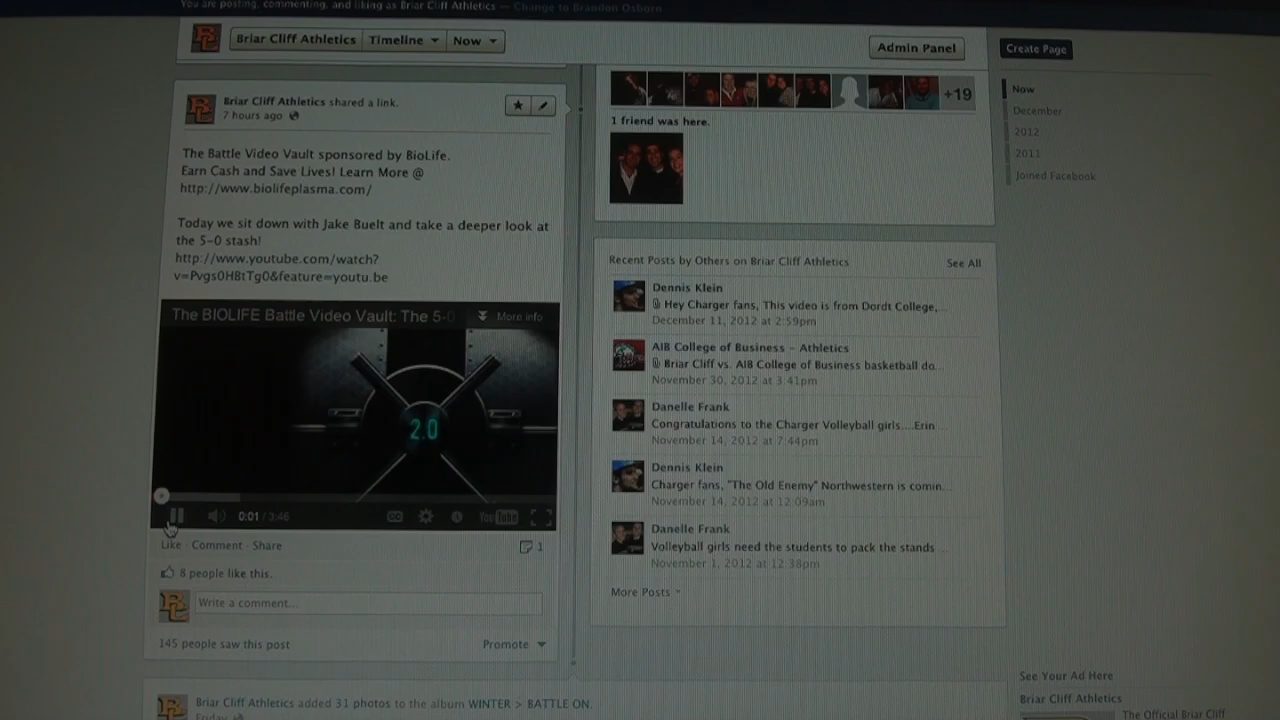 You are posting, commenting, and liking as Briar Cliff Athletics — Change to Brandon Osborn
Briar Cliff Athletics
Timeline
Now
Admin Panel
Create Page
Briar Cliff Athletics shared a link.
7 hours ago
The Battle Video Vault sponsored by BioLife.
Earn Cash and Save Lives! Learn More @
http://www.biolifeplasma.com/
Today we sit down with Jake Buelt and take a deeper look at
the 5-0 stash!
http://www.youtube.com/watch?
v=Pvgs0H8tTg0&feature=youtu.be
The BIOLIFE Battle Video Vault: The 5-0
More info
2.0
0:01 / 3:46
CC
YouTube
Like · Comment · Share
1
8 people like this.
Write a comment...
145 people saw this post
Promote
Briar Cliff Athletics added 31 photos to the album WINTER > BATTLE ON.
Friday
+19
1 friend was here.
Recent Posts by Others on Briar Cliff Athletics
See All
Dennis Klein
Hey Charger fans, This video is from Dordt College,...
December 11, 2012 at 2:59pm
AIB College of Business - Athletics
Briar Cliff vs. AIB College of Business basketball do...
November 30, 2012 at 3:41pm
Danelle Frank
Congratulations to the Charger Volleyball girls....Erin ...
November 14, 2012 at 7:44pm
Dennis Klein
Charger fans, "The Old Enemy" Northwestern is comin...
November 14, 2012 at 12:09am
Danelle Frank
Volleyball girls need the students to pack the stands ...
November 1, 2012 at 12:38pm
More Posts
Now
December
2012
2011
Joined Facebook
See Your Ad Here
Briar Cliff Athletics
The Official Briar Cliff